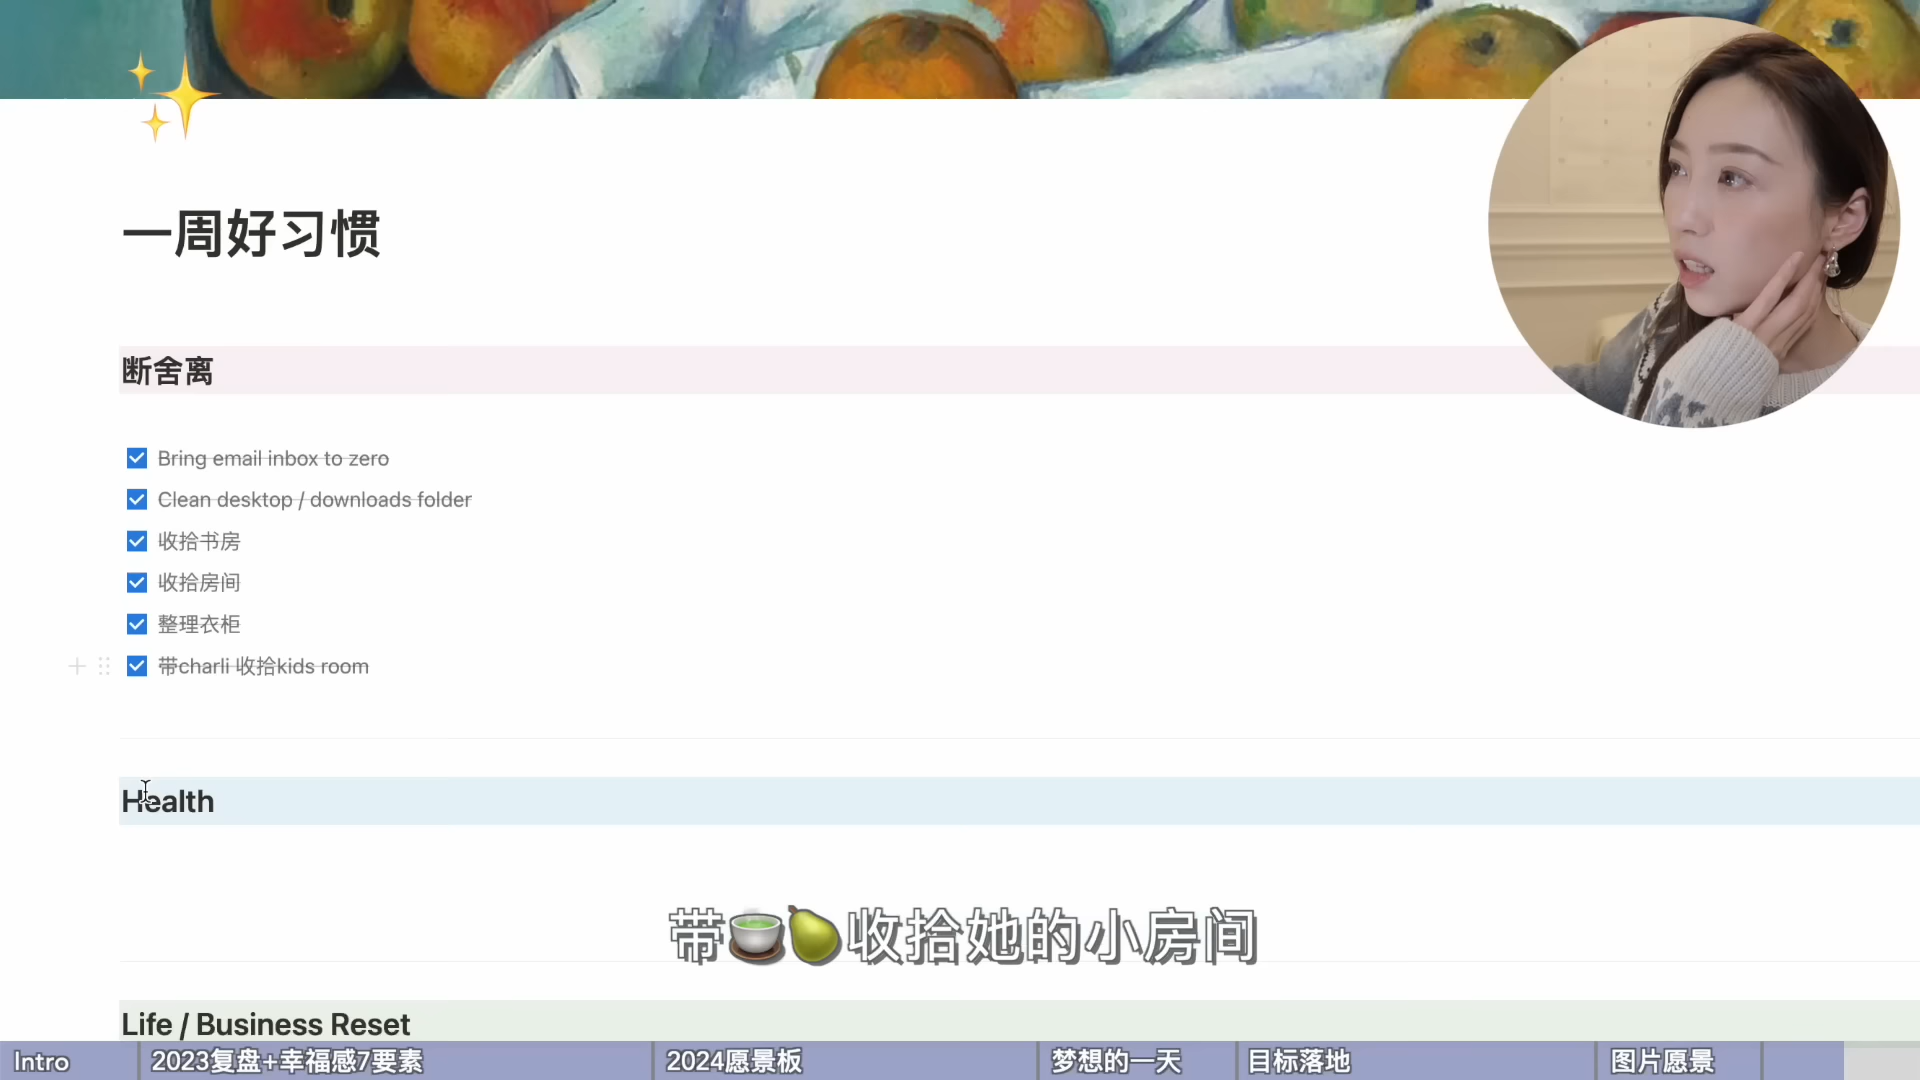 一周好习惯
断舍离
Bring email inbox to zero
Clean desktop / downloads folder
收拾书房
收拾房间
整理衣柜
带charli 收拾kids room
Health
带🍵🍐收拾她的小房间
Life / Business Reset
Intro
2023复盘+幸福感7要素
2024愿景板
梦想的一天
目标落地
图片愿景